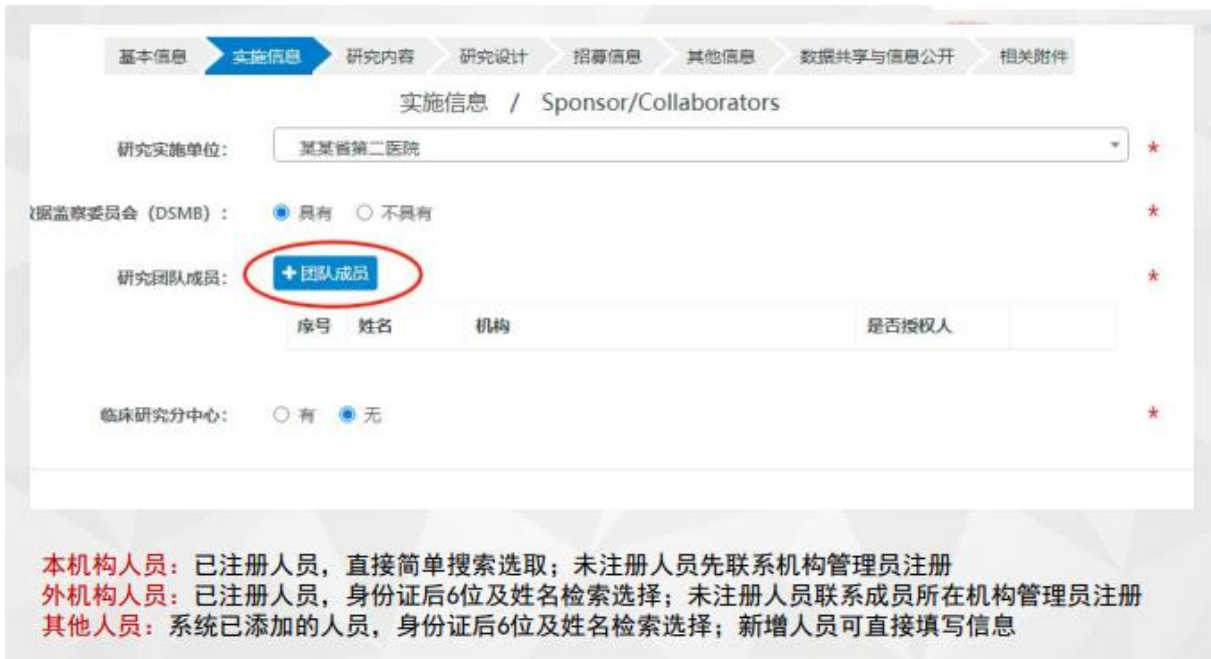 基本信息 实施信息 研究内容 研究设计 招募信息 其他信息 数据共享与信息公开 相关附件
实施信息 / Sponsor/Collaborators
研究实施单位: 某某省第二医院 *
据监察委员会 (DSMB) : 具有 不具有 *
研究团队成员: +团队成员 *
序号 姓名 机构 是否授权人
临床研究分中心: 有 无 *
本机构人员：已注册人员，直接简单搜索选取；未注册人员先联系机构管理员注册
外机构人员：已注册人员，身份证后6位及姓名检索选择；未注册人员联系成员所在机构管理员注册
其他人员：系统已添加的人员，身份证后6位及姓名检索选择；新增人员可直接填写信息